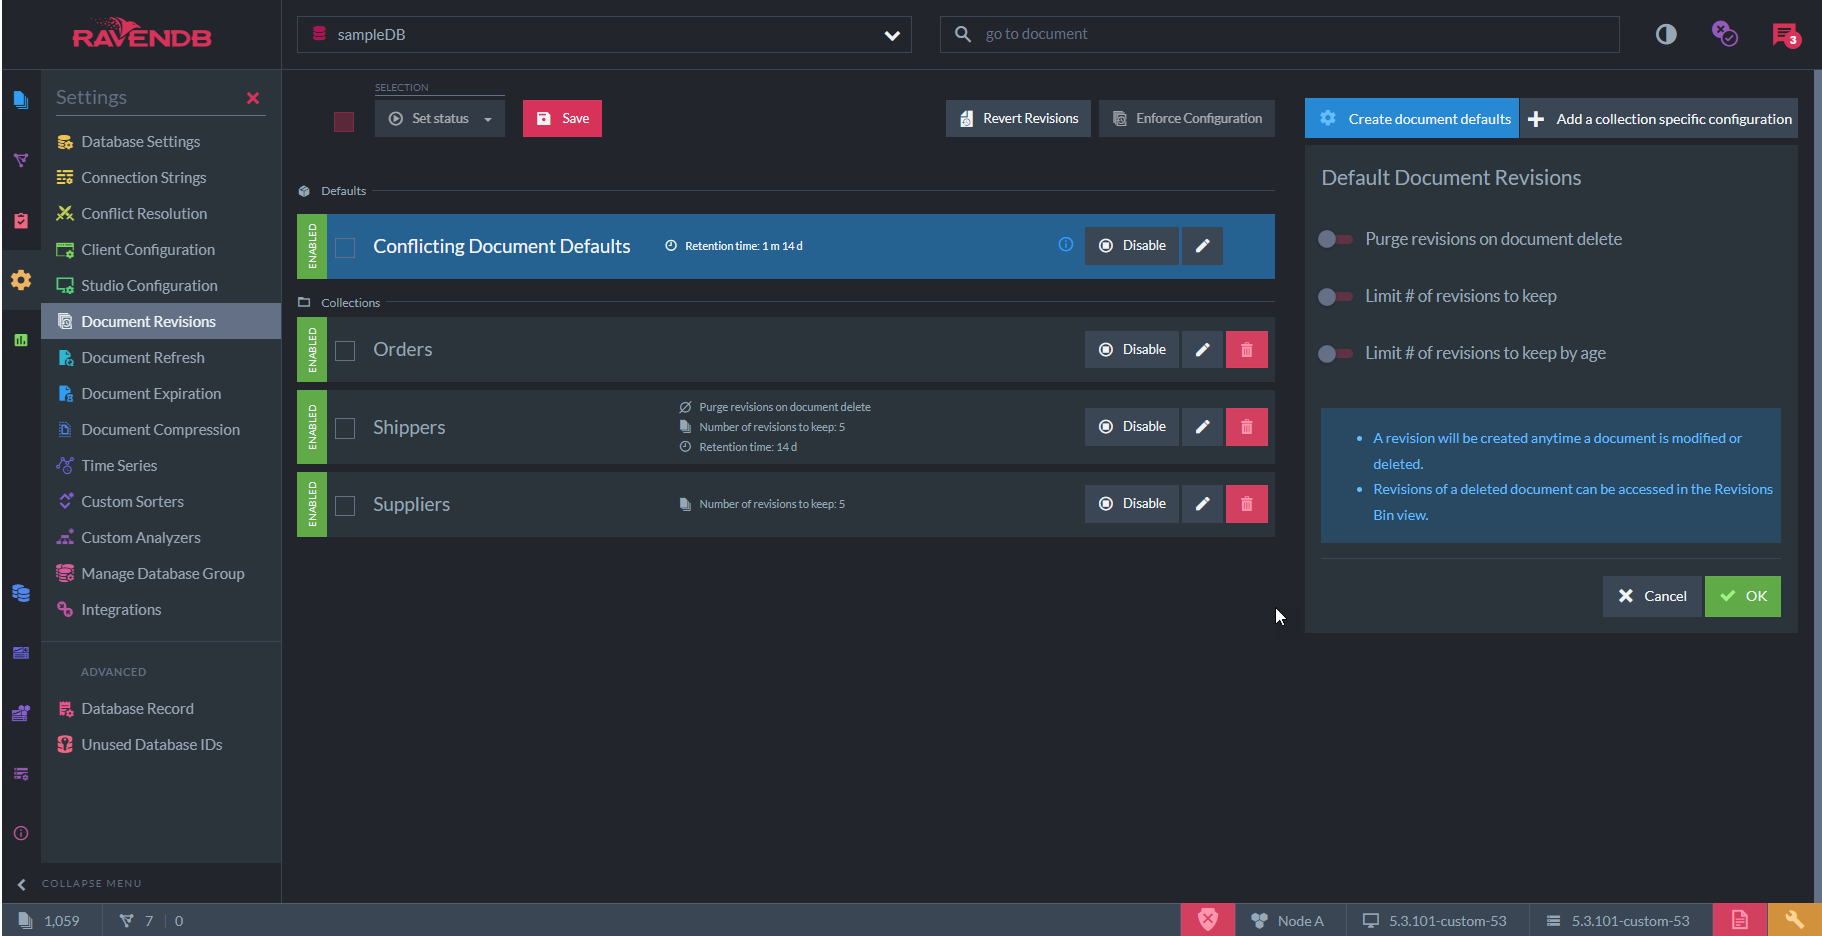 RAVENDB
sampleDB
go to document
3
Settings
Database Settings
Connection Strings
Conflict Resolution
Client Configuration
Studio Configuration
Document Revisions
Document Refresh
Document Expiration
Document Compression
Time Series
Custom Sorters
Custom Analyzers
Manage Database Group
Integrations
ADVANCED
Database Record
Unused Database IDs
COLLAPSE MENU
SELECTION
Set status
Save
Revert Revisions
Enforce Configuration
Defaults
ENABLED
Conflicting Document Defaults
Retention time: 1 m 14 d
Disable
Collections
ENABLED
Orders
Disable
ENABLED
Shippers
Purge revisions on document delete
Number of revisions to keep: 5
Retention time: 14 d
Disable
ENABLED
Suppliers
Number of revisions to keep: 5
Disable
Create document defaults
Add a collection specific configuration
Default Document Revisions
Purge revisions on document delete
Limit # of revisions to keep
Limit # of revisions to keep by age
• A revision will be created anytime a document is modified or
deleted.
• Revisions of a deleted document can be accessed in the Revisions
Bin view.
Cancel
OK
1,059
7 | 0
Node A
5.3.101-custom-53
5.3.101-custom-53